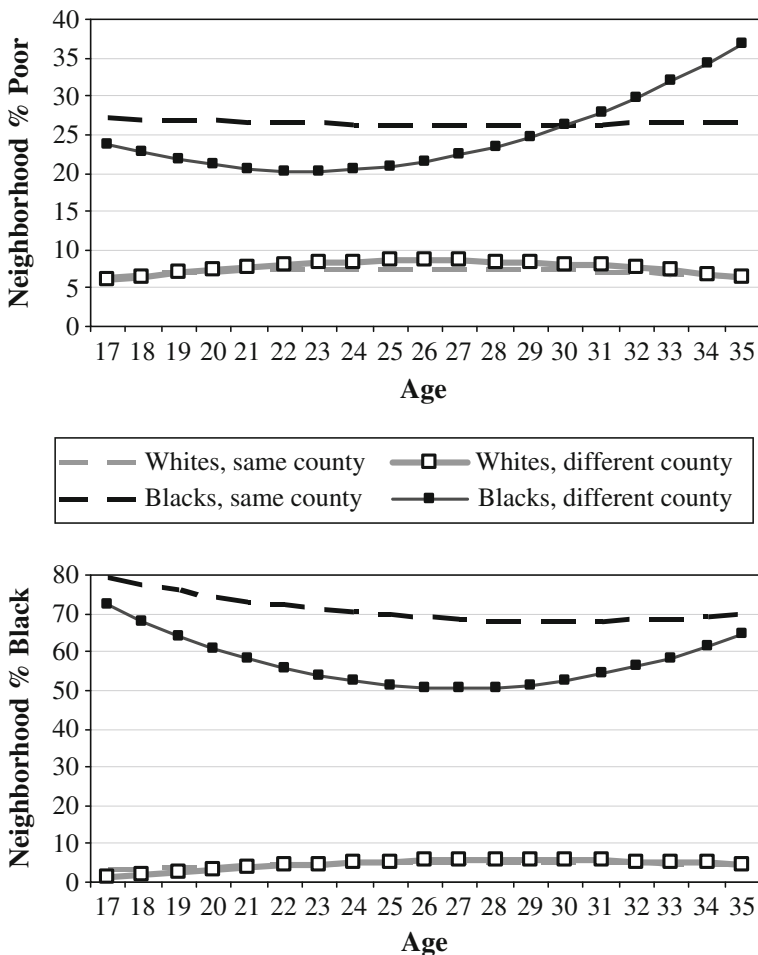 Neighborhood % Poor
40
35
30
25
20
15
10
5
0
17 18 19 20 21 22 23 24 25 26 27 28 29 30 31 32 33 34 35
Age
Whites, same county Whites, different county
Blacks, same county Blacks, different county
Neighborhood % Black
80
70
60
50
40
30
20
10
0
17 18 19 20 21 22 23 24 25 26 27 28 29 30 31 32 33 34 35
Age